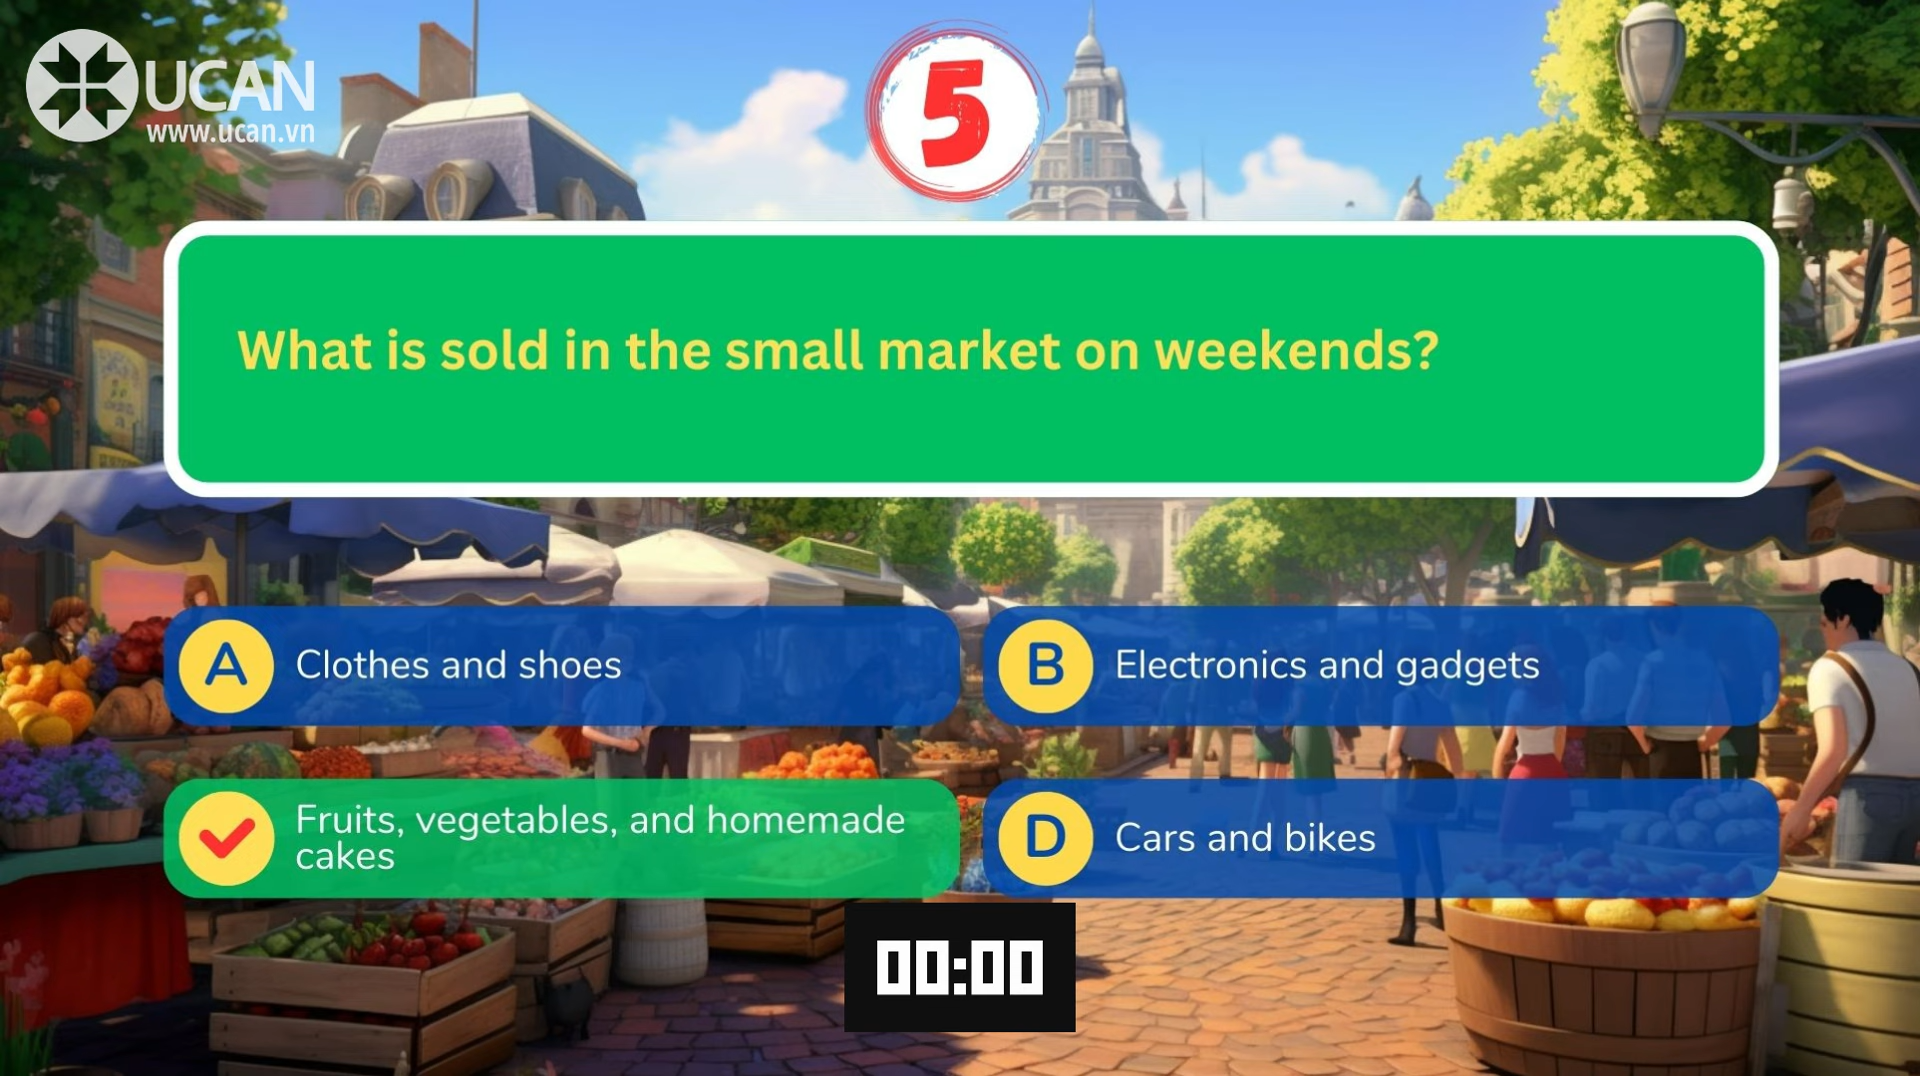 UCAN
www.ucan.vn
5
What is sold in the small market on weekends?
A
Clothes and shoes
B
Electronics and gadgets
Fruits, vegetables, and homemade
cakes
D
Cars and bikes
00:00